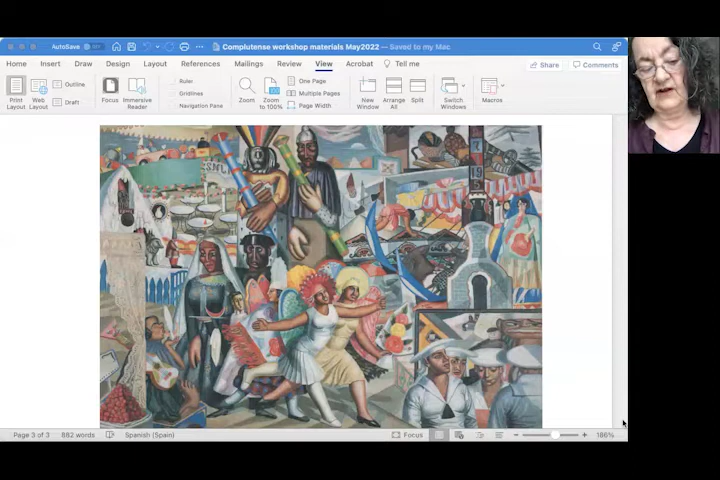 AutoSave
Complutense workshop materials May2022 — Saved to my Mac
Home Insert Draw Design Layout References Mailings Review View Acrobat Tell me
Share Comments
Print Layout
Web Layout
Outline
Draft
Focus
Immersive Reader
Ruler
Gridlines
Navigation Pane
Zoom
Zoom to 100%
One Page
Multiple Pages
Page Width
New Window
Arrange All
Split
Switch Windows
Macros
Page 3 of 3 882 words Spanish (Spain) Focus 186%